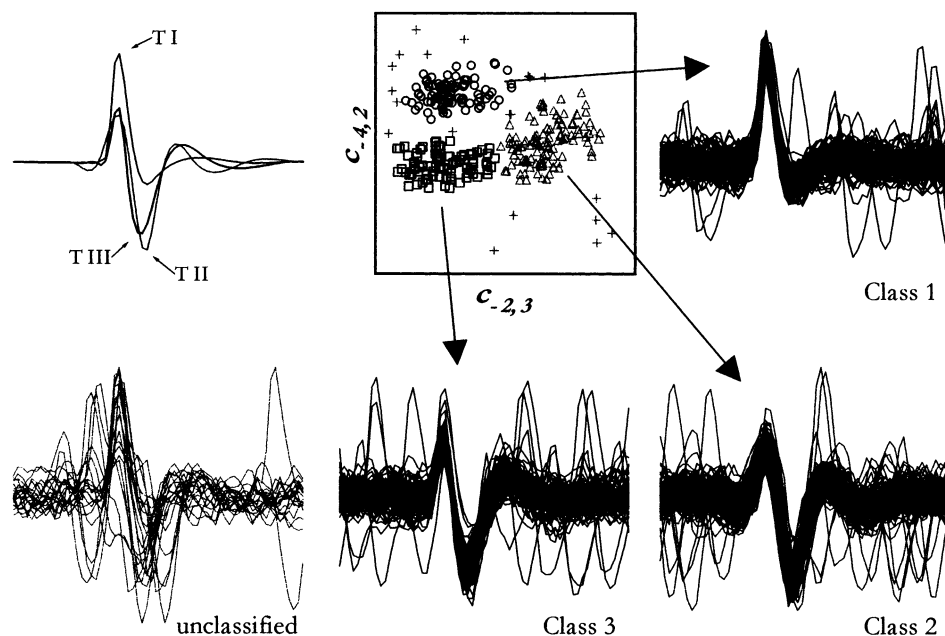 T I
T III
T II
c-4,2
c-2,3
Class 1
unclassified
Class 3
Class 2